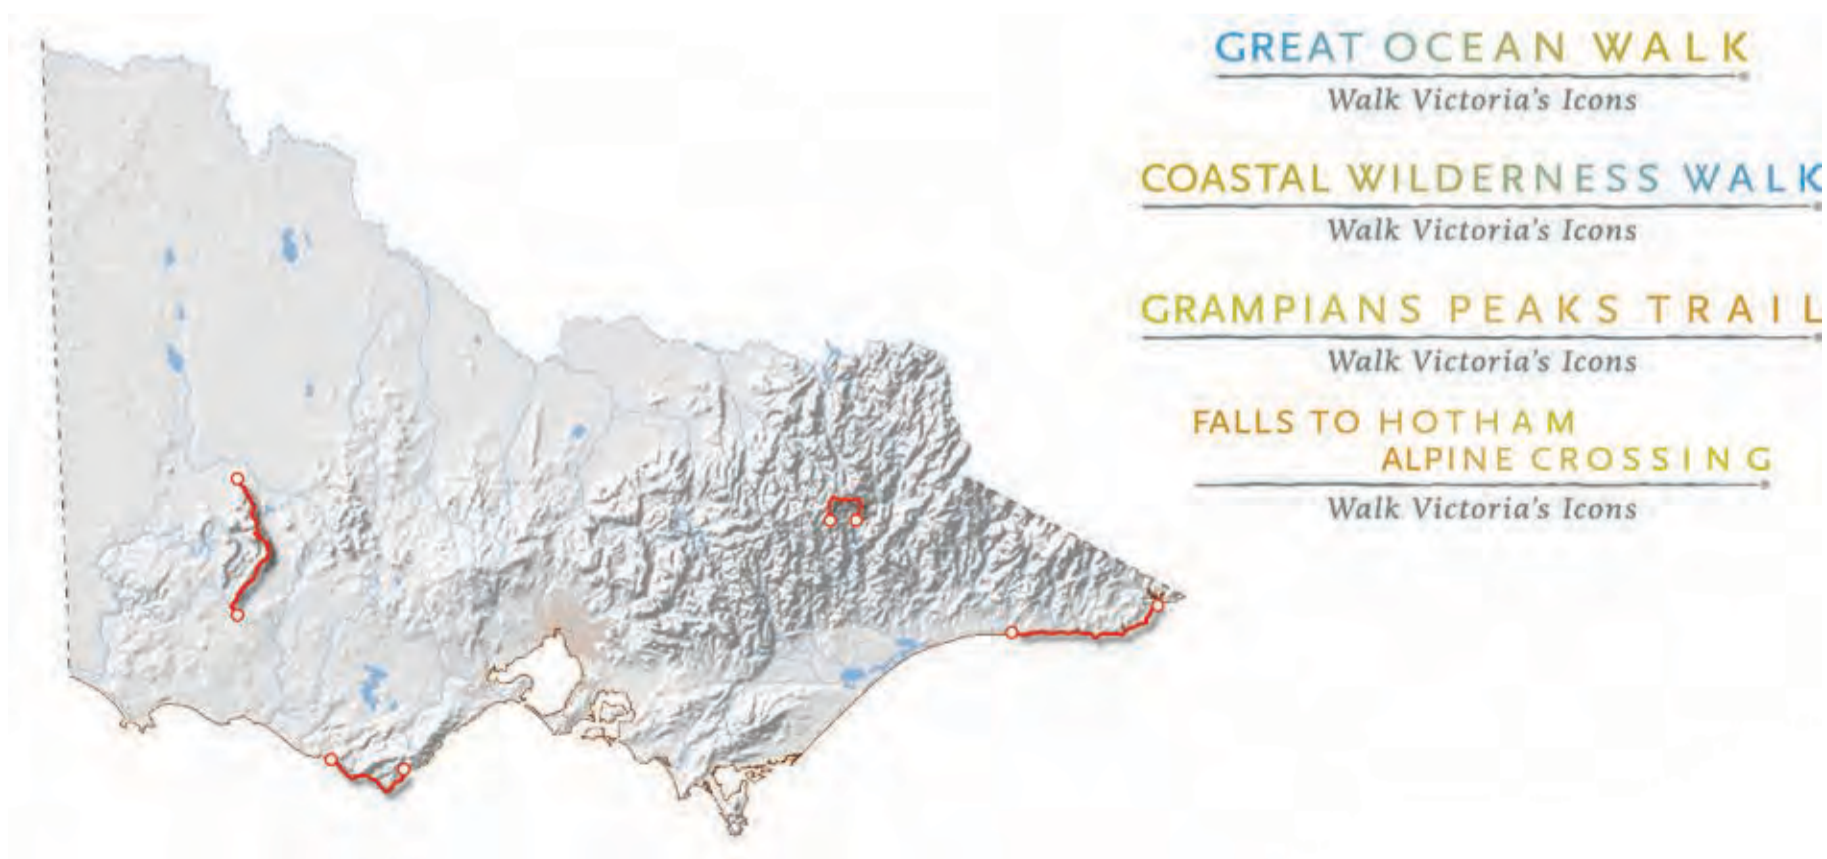 GREAT OCEAN WALK
Walk Victoria's Icons
COASTAL WILDERNESS WALK
Walk Victoria's Icons
GRAMPIANS PEAKS TRAIL
Walk Victoria's Icons
FALLS TO HOTHAM
ALPINE CROSSING
Walk Victoria's Icons